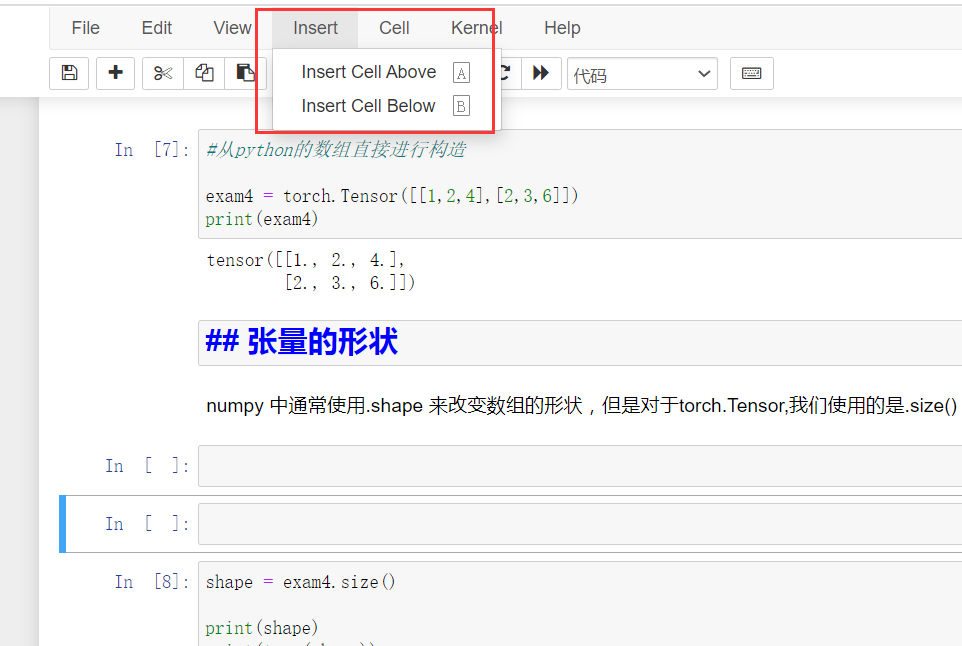 File Edit View Insert Cell Kernel Help
Insert Cell Above A
Insert Cell Below B
代码
In [7]: #从python的数组直接进行构造
exam4 = torch.Tensor([[1,2,4],[2,3,6]])
print(exam4)
tensor([[1., 2., 4.],
[2., 3., 6.]])
## 张量的形状
numpy 中通常使用.shape 来改变数组的形状，但是对于torch.Tensor,我们使用的是.size()
In [ ]:
In [ ]:
In [8]: shape = exam4.size()
print(shape)